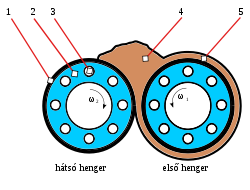 1 2 3 4 5
ω₂ ω₁
hátsó henger első henger